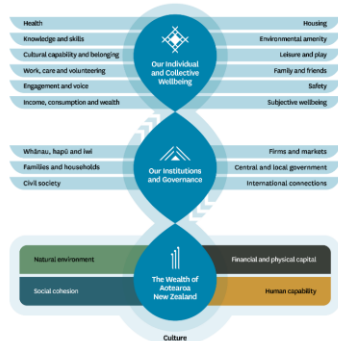 Health
Housing
Knowledge and skills
Environmental amenity
Cultural capability and belonging
Leisure and play
Work, care and volunteering
Family and friends
Engagement and voice
Safety
Income, consumption and wealth
Subjective wellbeing
Our Individual
and Collective
Wellbeing
Whānau, hapū and iwi
Firms and markets
Families and households
Central and local government
Civil society
International connections
Our Institutions
and Governance
Natural environment
Financial and physical capital
Social cohesion
Human capability
The Wealth of
Aotearoa
New Zealand
Culture